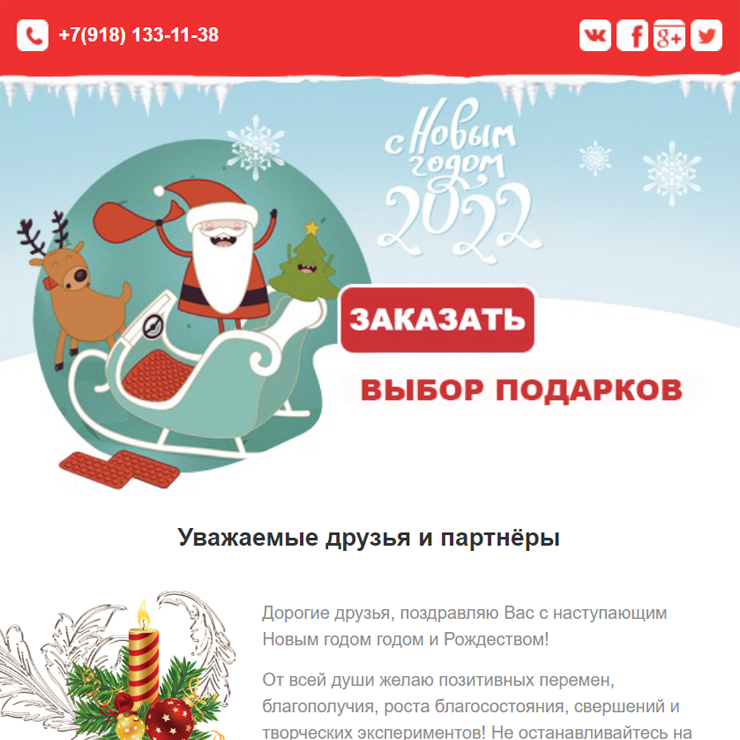 +7(918) 133-11-38
с Новым
годом
2022
ЗАКАЗАТЬ
ВЫБОР ПОДАРКОВ
Уважаемые друзья и партнёры
Дорогие друзья, поздравляю Вас с наступающим
Новым годом годом и Рождеством!
От всей души желаю позитивных перемен,
благополучия, роста благосостояния, свершений и
творческих экспериментов! Не останавливайтесь на